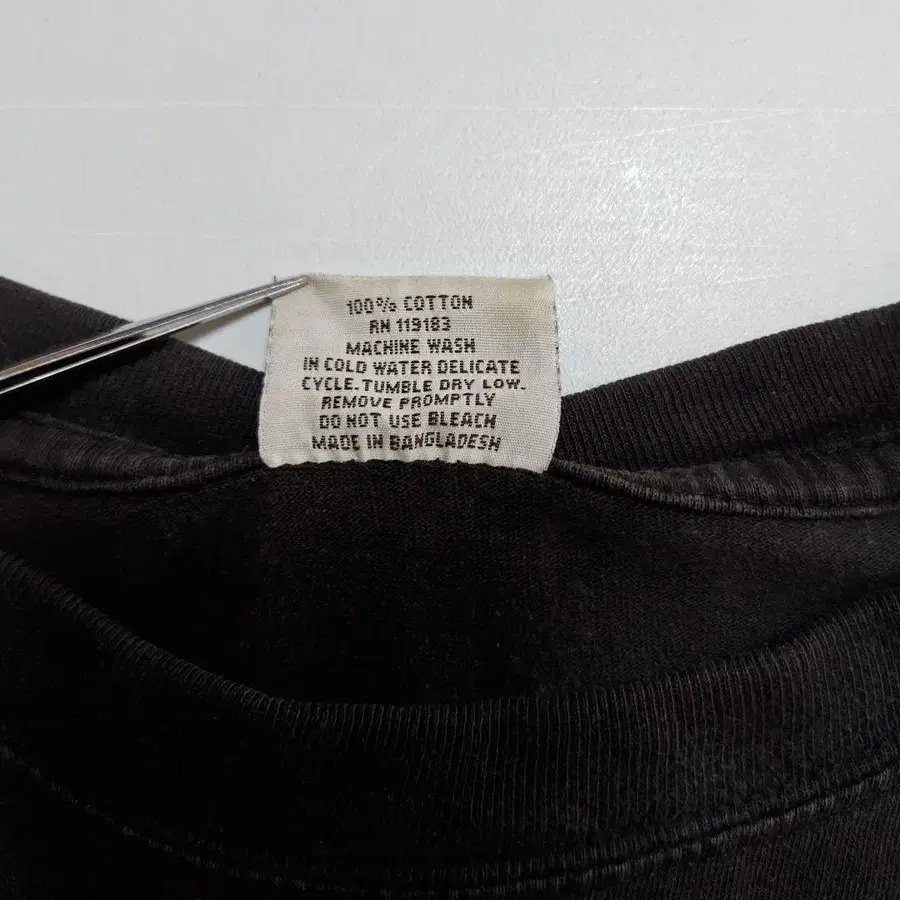 100% COTTON
RN 119183
MACHINE WASH
IN COLD WATER DELICATE
CYCLE. TUMBLE DRY LOW.
REMOVE PROMPTLY
DO NOT USE BLEACH
MADE IN BANGLADESH